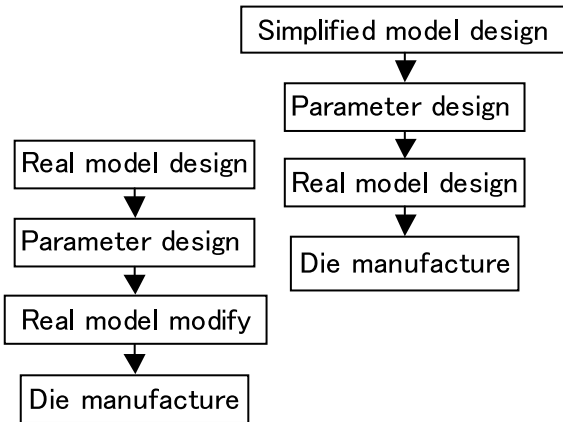 Real model design
Parameter design
Real model modify
Die manufacture
Simplified model design
Parameter design
Real model design
Die manufacture